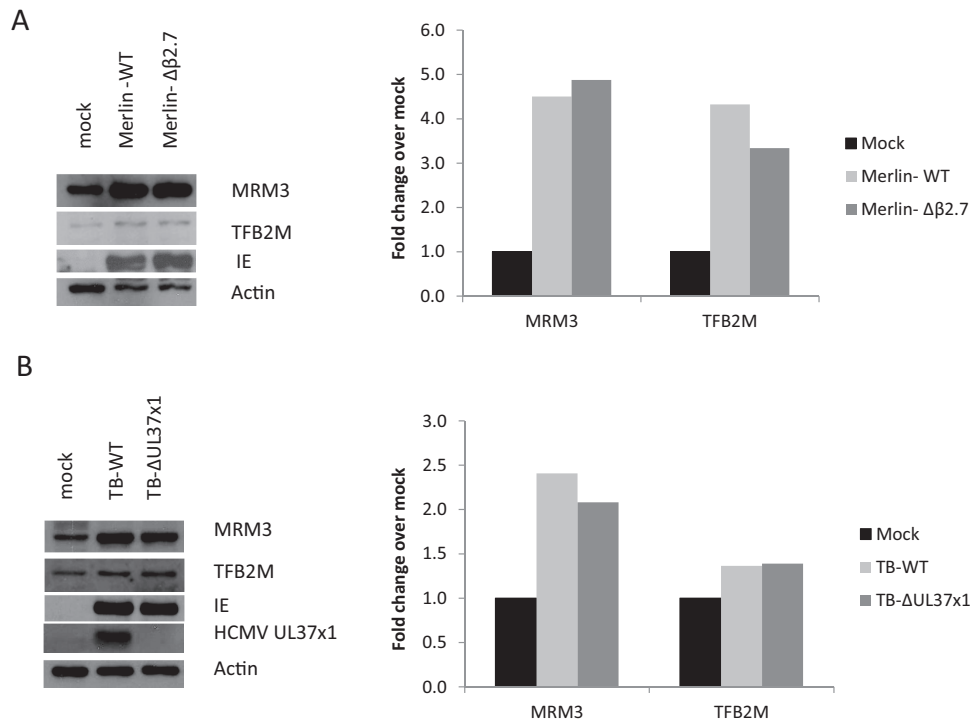 A
mock
Merlin -WT
Merlin- Δβ2.7
MRM3
TFB2M
IE
Actin
Fold change over mock
6.0
5.0
4.0
3.0
2.0
1.0
0.0
MRM3
TFB2M
Mock
Merlin- WT
Merlin- Δβ2.7
B
mock
TB-WT
TB-ΔUL37x1
MRM3
TFB2M
IE
HCMV UL37x1
Actin
Fold change over mock
3.0
2.5
2.0
1.5
1.0
0.5
0.0
MRM3
TFB2M
Mock
TB-WT
TB-ΔUL37x1